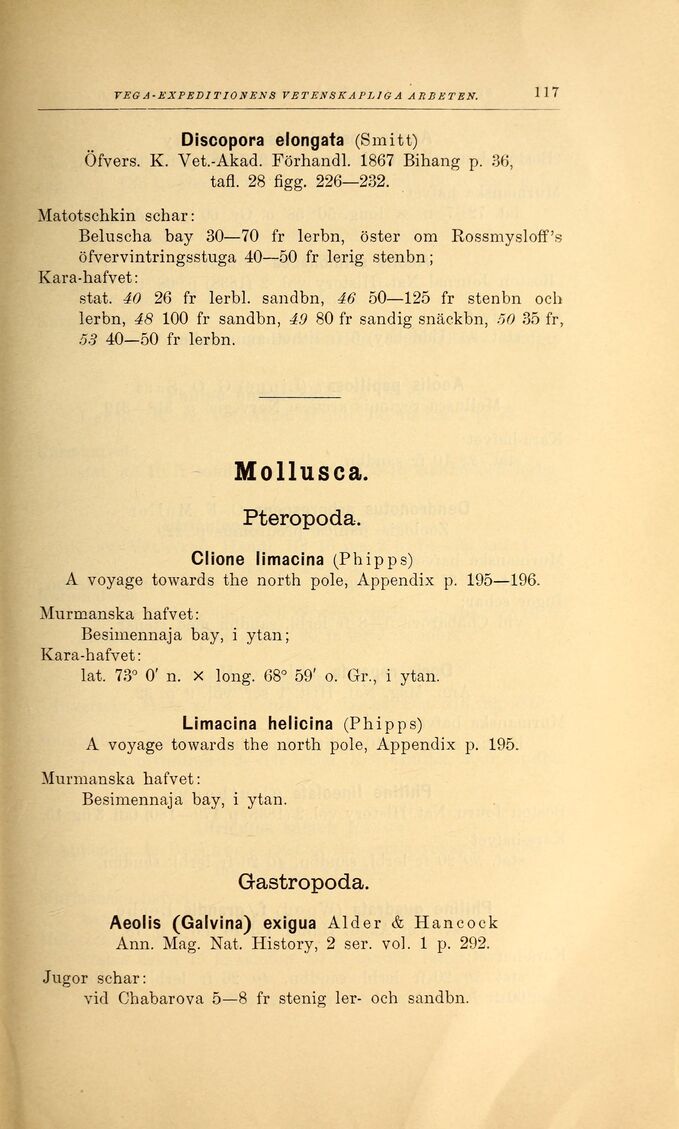 VEGA-EXPEDITIONENS VETENSKAPLIGA ARBETEN. 117
Discopora elongata (Smitt)
Öfvers. K. Vet.-Akad. Förhandl. 1867 Bihang p. 36,
tafl. 28 figg. 226—232.
Matotschkin schar:
Beluscha bay 30—70 fr lerbn, öster om Rossmysloff's
öfvervintringsstuga 40—50 fr lerig stenbn;
Kara-hafvet:
stat. 40 26 fr lerbl. sandbn, 46 50—125 fr stenbn och
lerbn, 48 100 fr sandbn, 49 80 fr sandig snäckbn, 50 35 fr,
53 40—50 fr lerbn.
Mollusca.
Pteropoda.
Clione limacina (Phipps)
A voyage towards the north pole, Appendix p. 195—196.
Murmanska hafvet:
Besimennaja bay, i ytan;
Kara-hafvet:
lat. 73° 0' n. × long. 68° 59' o. Gr., i ytan.
Limacina helicina (Phipps)
A voyage towards the north pole, Appendix p. 195.
Murmanska hafvet:
Besimennaja bay, i ytan.
Gastropoda.
Aeolis (Galvina) exigua Alder & Hancock
Ann. Mag. Nat. History, 2 ser. vol. 1 p. 292.
Jugor schar:
vid Chabarova 5—8 fr stenig ler- och sandbn.